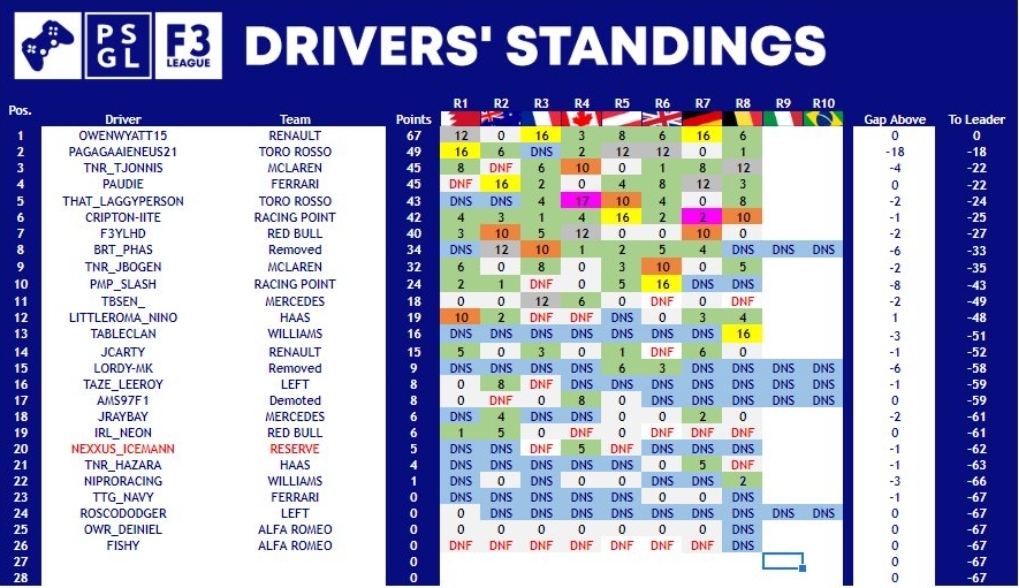 PS GL F3 LEAGUE DRIVERS' STANDINGS
Pos. Driver Team Points R1 R2 R3 R4 R5 R6 R7 R8 R9 R10 Gap Above To Leader
1 OWENWYATT15 RENAULT 67 12 0 16 3 8 6 16 6 0 0
2 PAGAGAAIENEUS21 TORO ROSSO 49 16 6 DNS 2 12 12 0 1 -18 -18
3 TNR_TJONNIS MCLAREN 45 8 DNF 6 10 0 1 8 12 -4 -22
4 PAUDIE FERRARI 45 DNF 16 2 0 4 8 12 3 0 -22
5 THAT_LAGGYPERSON TORO ROSSO 43 DNS DNS 4 17 10 4 0 8 -2 -24
6 CRIPTON-IITE RACING POINT 42 4 3 1 4 16 2 2 10 -1 -25
7 F3YLHD RED BULL 40 3 10 5 12 0 0 10 0 -2 -27
8 BRT_PHAS Removed 34 DNS 12 10 1 2 5 4 DNS DNS DNS -6 -33
9 TNR_JBOGEN MCLAREN 32 6 0 8 0 3 10 0 5 -2 -35
10 PMP_SLASH RACING POINT 24 2 1 DNF 0 5 16 DNS DNS -8 -43
11 TBSEN_ MERCEDES 18 0 0 12 6 0 DNF 0 DNF -2 -49
12 LITTLEROMA_NINO HAAS 19 10 2 DNF DNF DNS 0 3 4 1 -48
13 TABLECLAN WILLIAMS 16 DNS DNS DNS DNS DNS DNS DNS 16 -3 -51
14 JCARTY RENAULT 15 5 0 3 0 1 DNF 6 0 -1 -52
15 LORDY-MK Removed 9 DNS DNS DNS DNS 6 3 DNS DNS DNS DNS -6 -58
16 TAZE_LEEROY LEFT 8 0 8 DNF DNS DNS DNS DNS DNS DNS DNS -1 -59
17 AMS97F1 Demoted 8 0 DNF 0 8 0 DNS DNS DNS DNS DNS 0 -59
18 JRAYBAY MERCEDES 6 DNS 4 DNS DNS 0 0 2 0 -2 -61
19 IRL_NEON RED BULL 6 1 5 0 DNF 0 DNF DNF DNF 0 -61
20 NEXXUS_ICEMANN RESERVE 5 DNS DNS DNF 5 DNF DNS DNS DNS -1 -62
21 TNR_HAZARA HAAS 4 DNS DNS DNS DNS DNS 0 5 DNF -1 -63
22 NIPRORACING WILLIAMS 1 DNS DNS 0 DNS 0 0 DNS 2 -3 -66
23 TTG_NAVY FERRARI 0 DNS DNS DNS DNS DNS 0 0 DNS -1 -67
24 ROSCODODGER LEFT 0 0 DNS DNS DNS DNS DNS DNS DNS DNS DNS 0 -67
25 OWR_DEINIEL ALFA ROMEO 0 0 0 0 0 0 0 0 DNS 0 -67
26 FISHY ALFA ROMEO 0 DNF DNF DNF DNF DNF DNF DNF DNS 0 -67
27 0 0 -67
28 0 0 -67